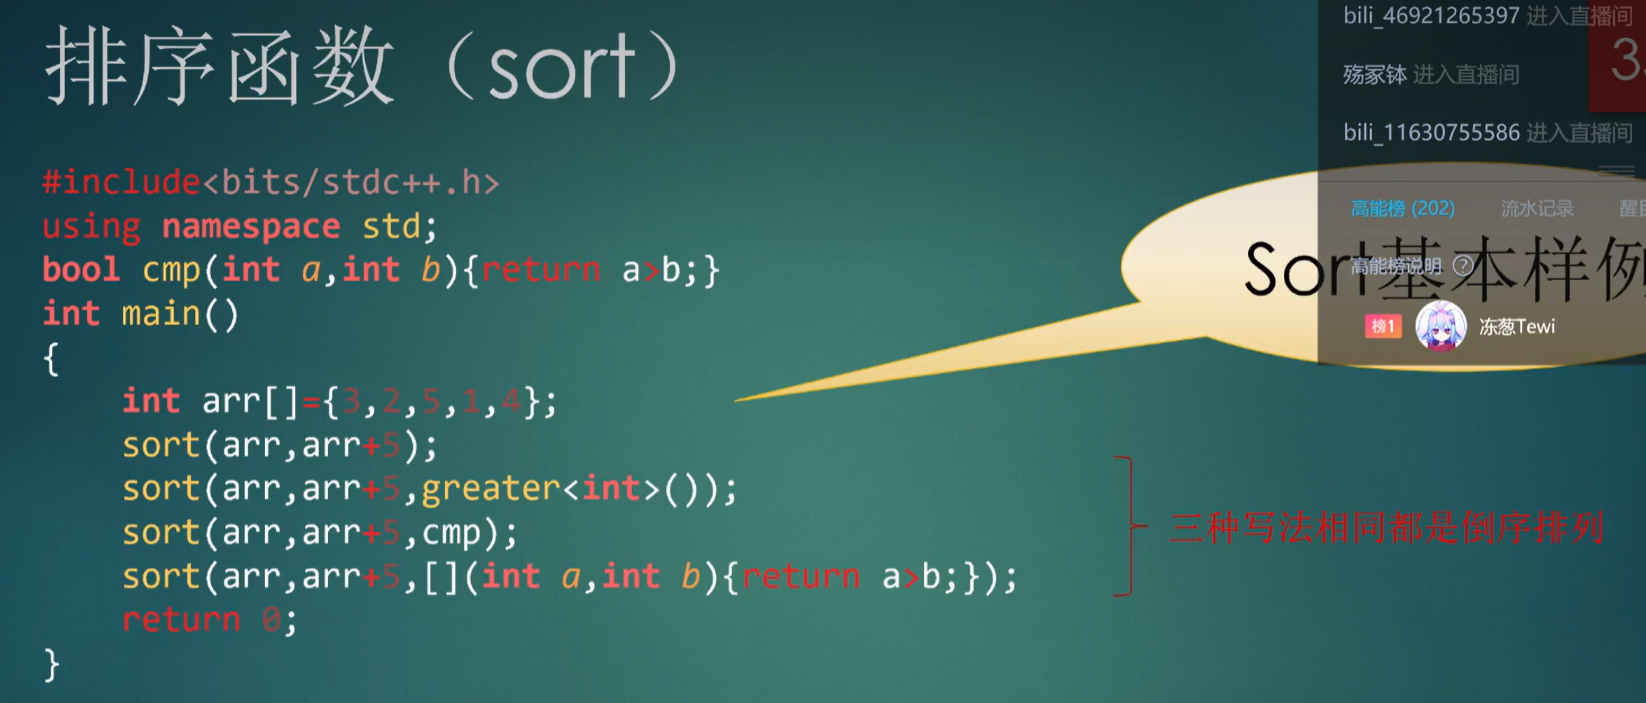 排序函数（sort）
#include<bits/stdc++.h>
using namespace std;
bool cmp(int a,int b){return a>b;}
int main()
{
int arr[]={3,2,5,1,4};
sort(arr,arr+5);
sort(arr,arr+5,greater<int>());
sort(arr,arr+5,cmp);
sort(arr,arr+5,[](int a,int b){return a>b;});
return 0;
}
三种写法相同都是倒序排列
Sort基本样例
bili_46921265397 进入直播间
3
殇冢钵 进入直播间
bili_11630755586 进入直播间
高能榜 (202) 流水记录 醒目
高能榜说明 ?
榜1 冻葱Tewi